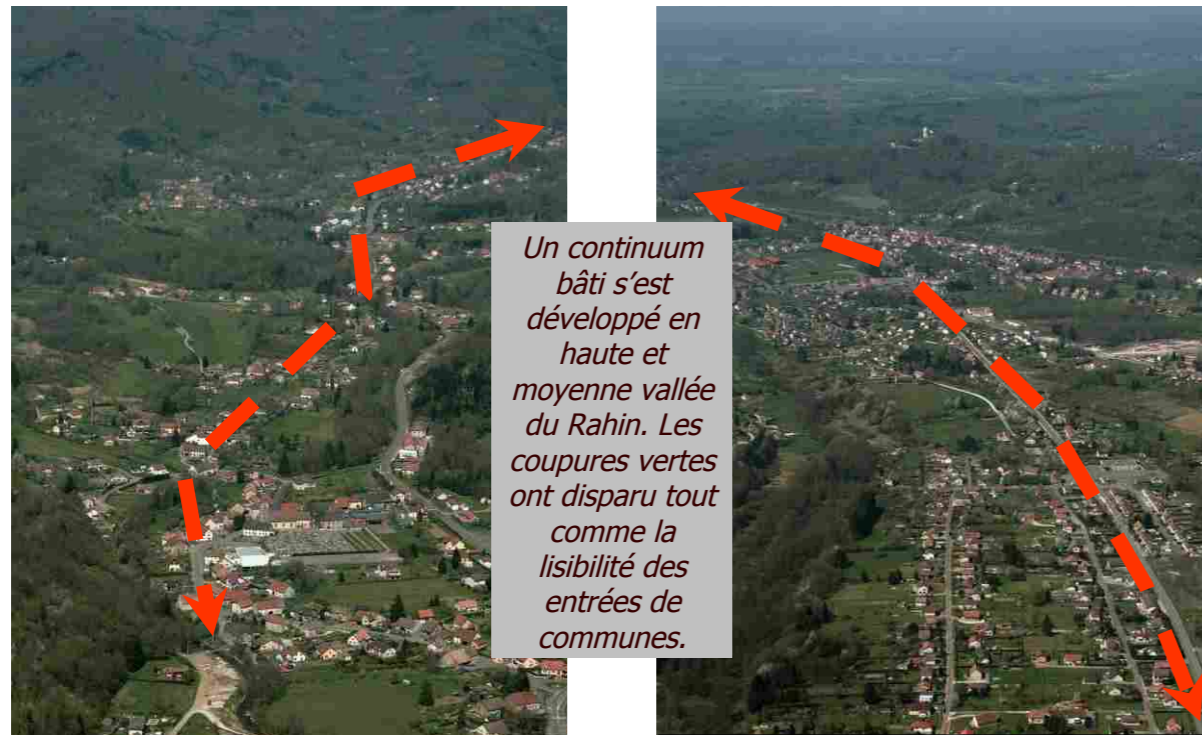 Un continuum
bâti s’est
développé en
haute et
moyenne vallée
du Rahin. Les
coupures vertes
ont disparu tout
comme la
lisibilité des
entrées de
communes.